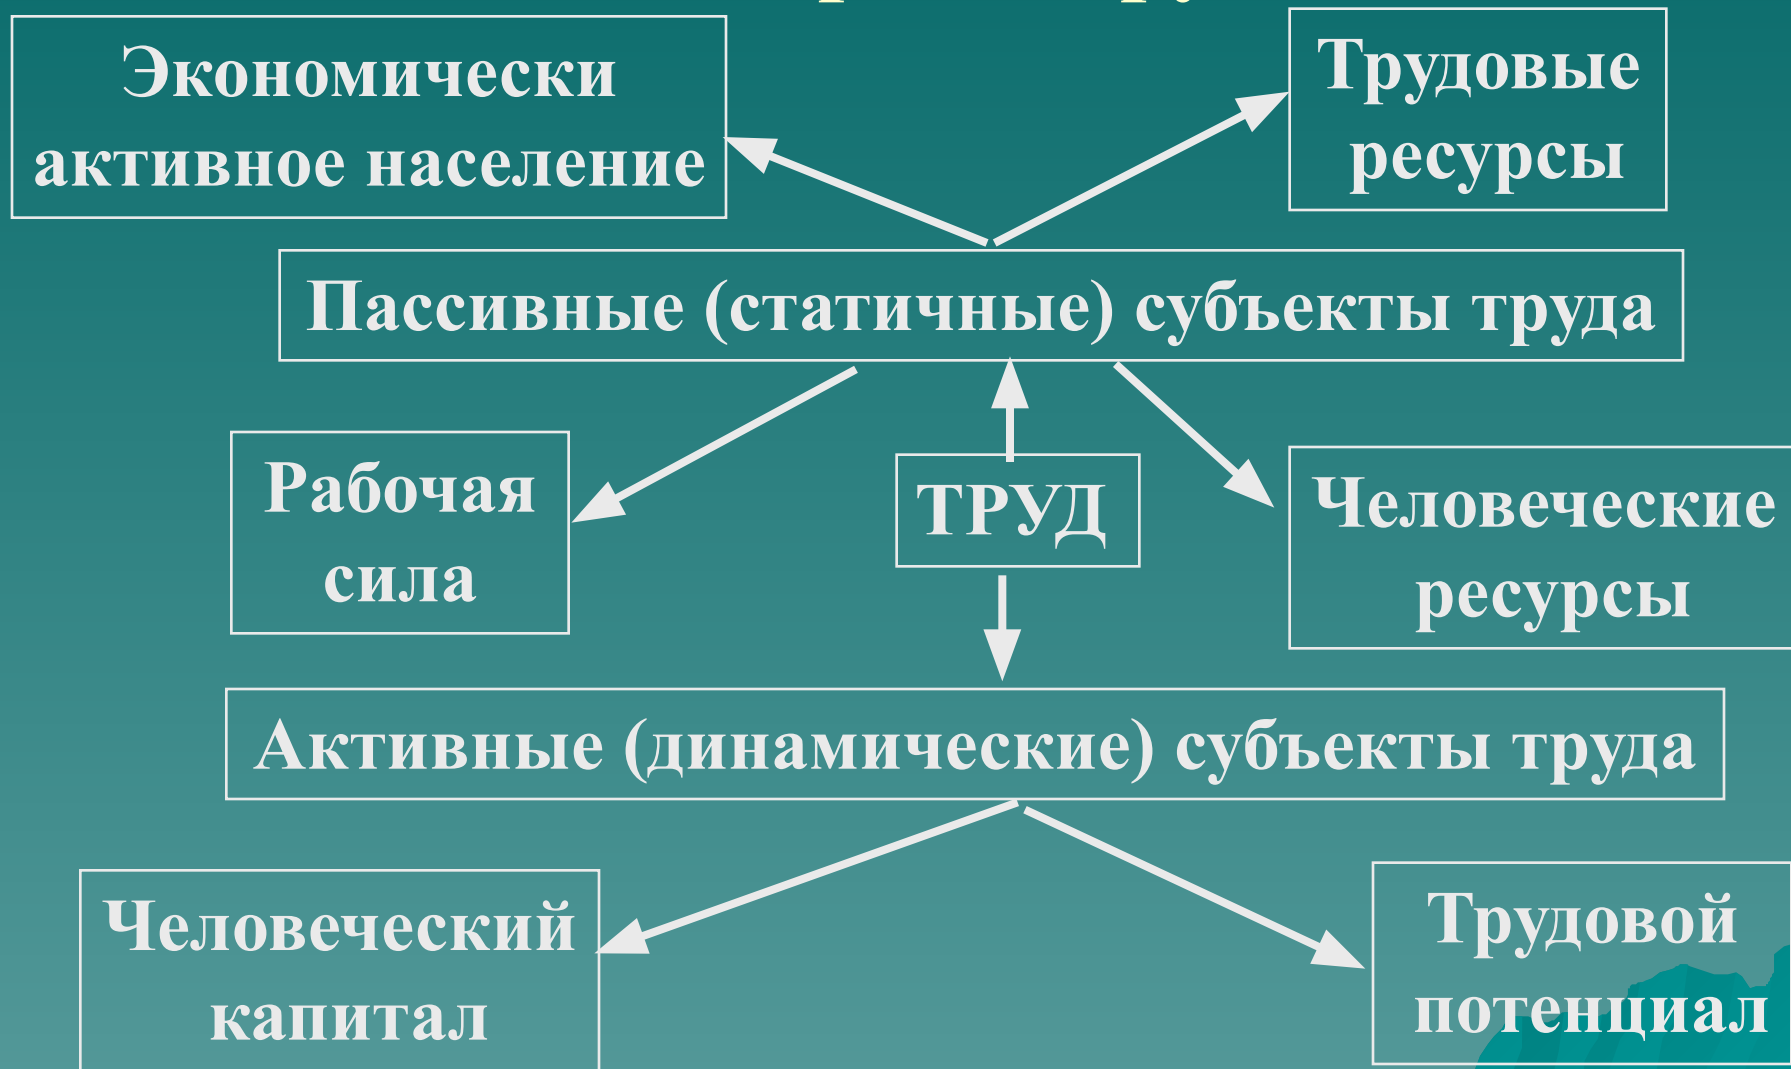 Экономически
активное население
Трудовые
ресурсы
Пассивные (статичные) субъекты труда
Рабочая
сила
ТРУД
Человеческие
ресурсы
Активные (динамические) субъекты труда
Человеческий
капитал
Трудовой
потенциал